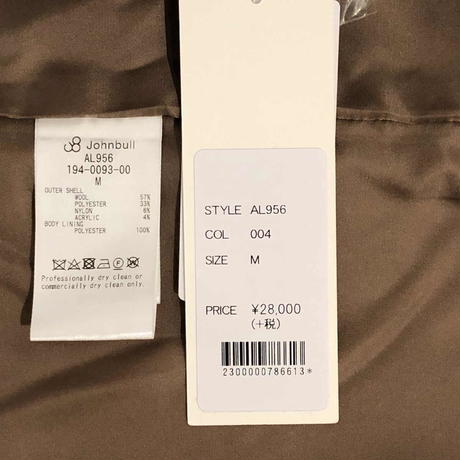 Johnbull
AL956
194-0093-00
M
OUTER SHELL
WOOL 57%
POLYESTER 33%
NYLON 6%
ACRYLIC 4%
BODY LINING
POLYESTER 100%
Professionally dry clean or
commercially dry clean only.
STYLE AL956
COL 004
SIZE M
PRICE ¥28,000
(+税)
2300000786613*